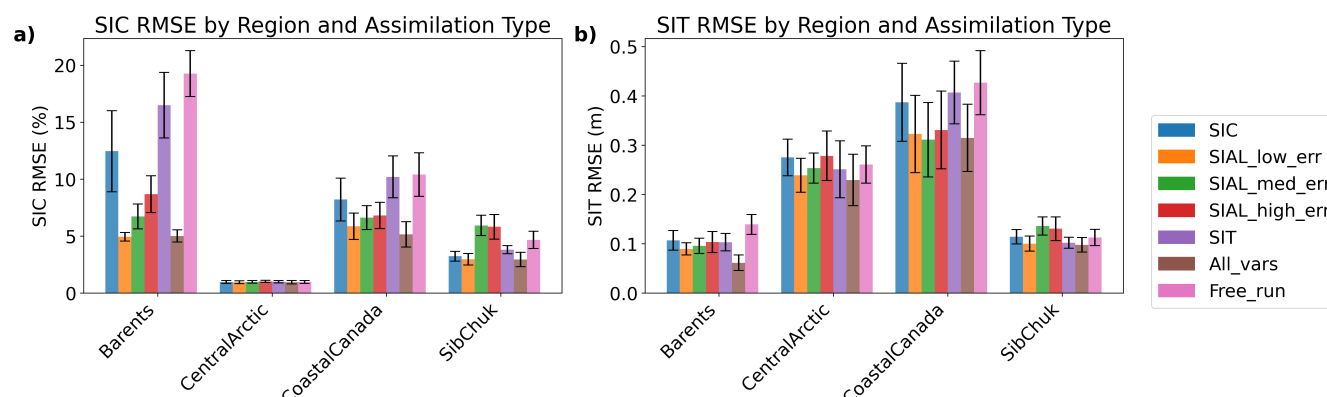 a)
SIC RMSE by Region and Assimilation Type
SIC RMSE (%)
20
15
10
5
0
Barents
CentralArctic
CoastalCanada
SibChuk
b)
SIT RMSE by Region and Assimilation Type
SIT RMSE (m)
0.5
0.4
0.3
0.2
0.1
0.0
Barents
CentralArctic
CoastalCanada
SibChuk
SIC
SIAL_low_err
SIAL_med_err
SIAL_high_err
SIT
All_vars
Free_run